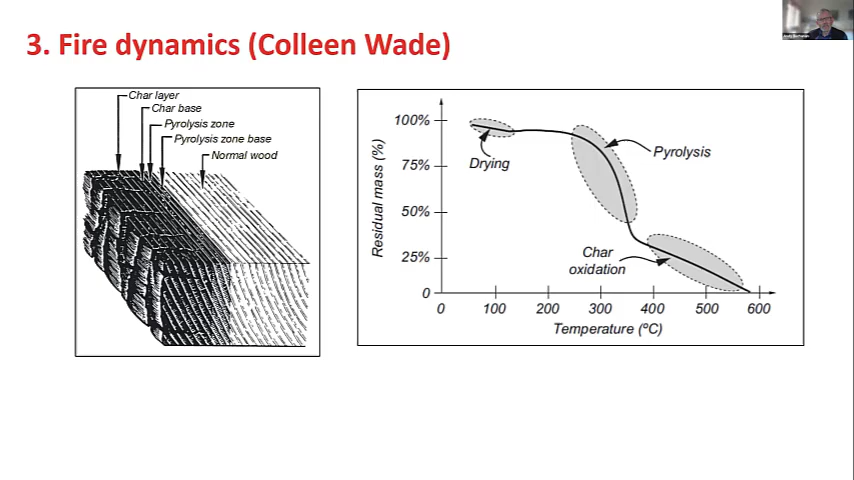 3. Fire dynamics (Colleen Wade)
Char layer
Char base
Pyrolysis zone
Pyrolysis zone base
Normal wood
Residual mass (%)
100%
75%
50%
25%
0
Drying
Pyrolysis
Char
oxidation
0 100 200 300 400 500 600
Temperature (ºC)